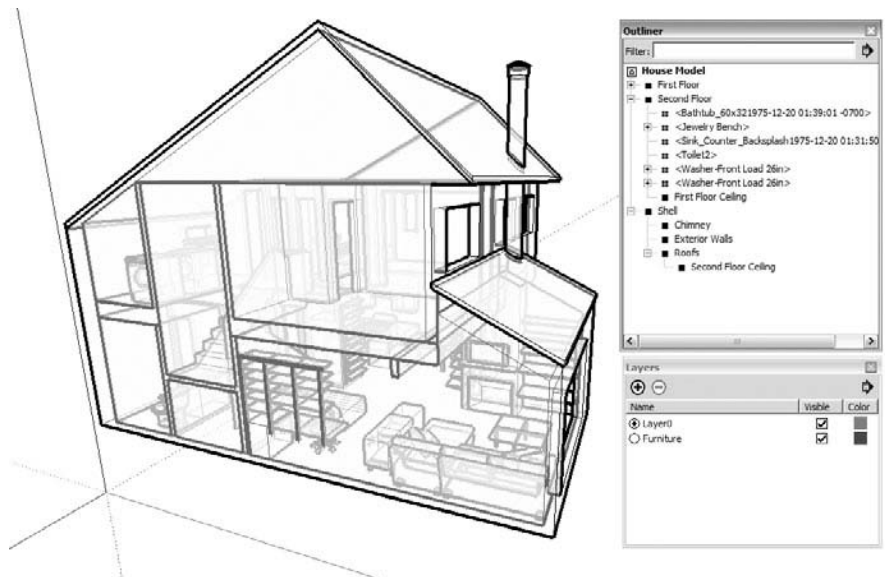 Outliner
Filter:
House Model
First Floor
Second Floor
<Bathtub_60x321975-12-20 01:39:01 -0700>
<Jewelry Bench>
<Sink_Counter_Backsplash1975-12-20 01:31:50
<Toilet2>
<Washer-Front Load 26in>
<Washer-Front Load 26in>
First Floor Ceiling
Shell
Chimney
Exterior Walls
Roofs
Second Floor Ceiling
Layers
Name Visible Color
Layer0
Furniture